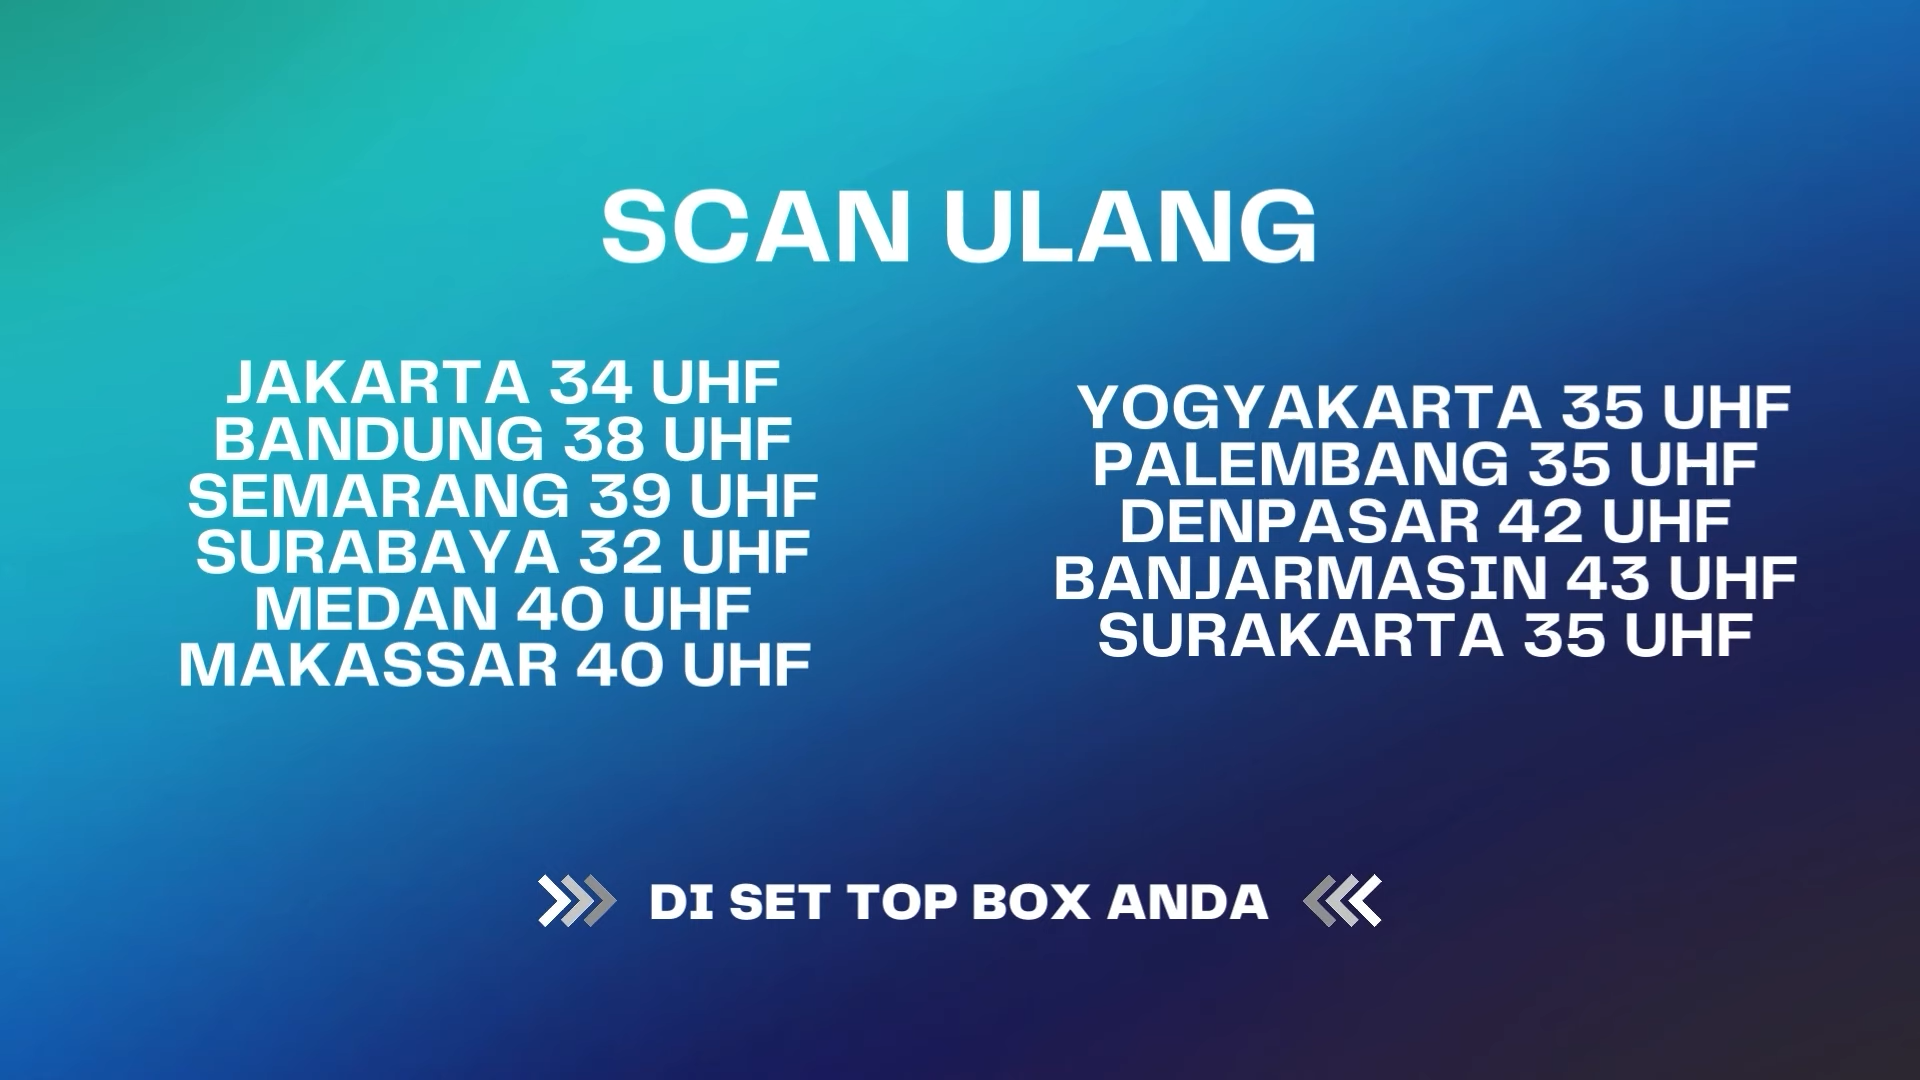 SCAN ULANG
JAKARTA 34 UHF
BANDUNG 38 UHF
SEMARANG 39 UHF
SURABAYA 32 UHF
MEDAN 40 UHF
MAKASSAR 40 UHF
YOGYAKARTA 35 UHF
PALEMBANG 35 UHF
DENPASAR 42 UHF
BANJARMASIN 43 UHF
SURAKARTA 35 UHF
DI SET TOP BOX ANDA